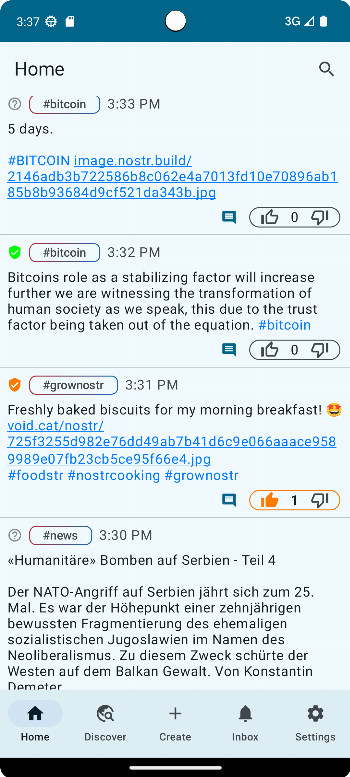 3:37
3G
Home
#bitcoin 3:33 PM
5 days.
#BITCOIN image.nostr.build/
2146adb3b722586b8c062e4a7013fd10e70896ab1
85b8b93684d9cf521da343b.jpg
0
#bitcoin 3:32 PM
Bitcoins role as a stabilizing factor will increase
further we are witnessing the transformation of
human society as we speak, this due to the trust
factor being taken out of the equation. #bitcoin
0
#grownostr 3:31 PM
Freshly baked biscuits for my morning breakfast! 🤩
void.cat/nostr/
725f3255d982e76dd49ab7b41d6c9e066aaace958
9989e07fb23cb5ce95f66e4.jpg
#foodstr #nostrcooking #grownostr
1
#news 3:30 PM
«Humanitäre» Bomben auf Serbien - Teil 4
Der NATO-Angriff auf Serbien jährt sich zum 25.
Mal. Es war der Höhepunkt einer zehnjährigen
bewussten Fragmentierung des ehemaligen
sozialistischen Jugoslawien im Namen des
Neoliberalismus. Zu diesem Zweck schürte der
Westen auf dem Balkan Gewalt. Von Konstantin
Demeter
Home Discover Create Inbox Settings